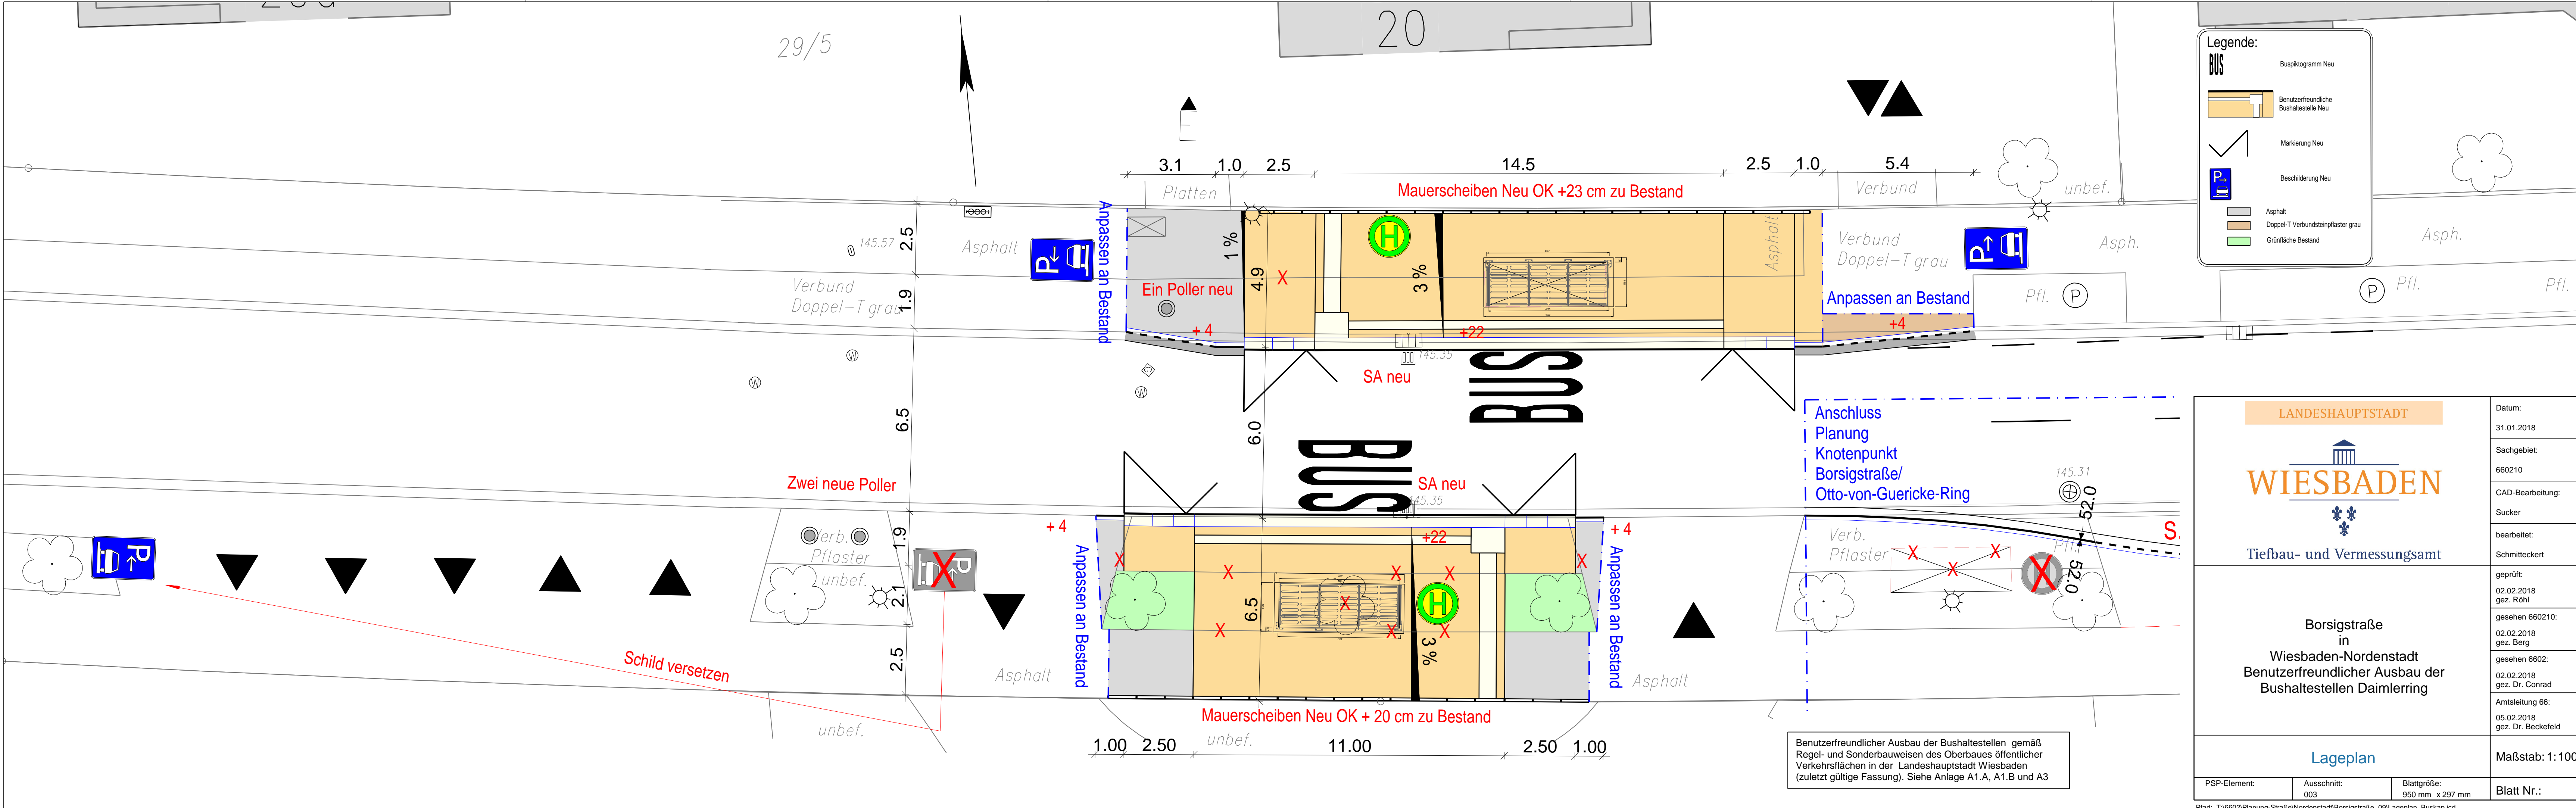 29/5
20
Legende:
BUS
Buspiktogramm Neu
Benutzerfreundliche
Bushaltestelle Neu
Markierung Neu
P
Beschilderung Neu
Asphalt
Doppel-T Verbundsteinpflaster grau
Grünfläche Bestand
E
3.1 1.0 2.5 14.5 2.5 1.0 5.4
Platten
Mauerscheiben Neu OK +23 cm zu Bestand
Verbund
unbef.
Anpassen an Bestand
145.57
2.5
Asphalt
P
1 %
4.9
H
3 %
Asphalt
Verbund
Doppel-T grau
P
Asph.
Asph.
Verbund
Doppel-T grau
1.9
Ein Poller neu
X
Anpassen an Bestand
Pfl.
P
P
Pfl.
Pfl.
+ 4
+22
+4
W
W
W
145.35
SA neu
BUS
6.5
6.0
BUS
Anschluss
Planung
Knotenpunkt
Borsigstraße/
Otto-von-Guericke-Ring
145.31
Zwei neue Poller
SA neu
145.35
52.0
+ 4
+22
+ 4
S
P
Verb.
Pflaster
unbef.
1.9
2.1
2.5
P
X
Anpassen an Bestand
X
X
X
X
X
X
X
X
X
6.5
H
3 %
Anpassen an Bestand
Verb.
Pflaster
Pfl.
X
X
X
H
X
52.0
Schild versetzen
Asphalt
Asphalt
unbef.
Mauerscheiben Neu OK + 20 cm zu Bestand
unbef.
1.00 2.50 11.00 2.50 1.00
Benutzerfreundlicher Ausbau der Bushaltestellen gemäß
Regel- und Sonderbauweisen des Oberbaues öffentlicher
Verkehrsflächen in der Landeshauptstadt Wiesbaden
(zuletzt gültige Fassung). Siehe Anlage A1.A, A1.B und A3
LANDESHAUPTSTADT
WIESBADEN
Tiefbau- und Vermessungsamt
Datum:
31.01.2018
Sachgebiet:
660210
CAD-Bearbeitung:
Sucker
bearbeitet:
Schmitteckert
geprüft:
02.02.2018
gez. Röhl
gesehen 660210:
02.02.2018
gez. Berg
gesehen 6602:
02.02.2018
gez. Dr. Conrad
Amtsleitung 66:
05.02.2018
gez. Dr. Beckefeld
Borsigstraße
in
Wiesbaden-Nordenstadt
Benutzerfreundlicher Ausbau der
Bushaltestellen Daimlerring
Lageplan
Maßstab: 1:100
PSP-Element:
Ausschnitt:
003
Blattgröße:
950 mm x 297 mm
Blatt Nr.: